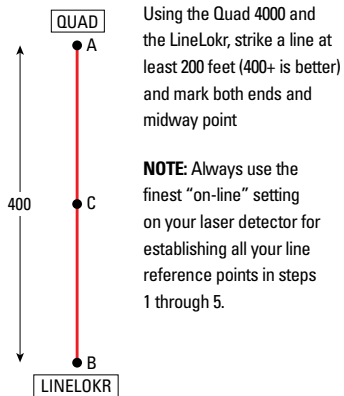 QUAD
A
400
C
B
LINELOKR
Using the Quad 4000 and
the LineLokr, strike a line at
least 200 feet (400+ is better)
and mark both ends and
midway point
NOTE: Always use the
finest “on-line” setting
on your laser detector for
establishing all your line
reference points in steps
1 through 5.